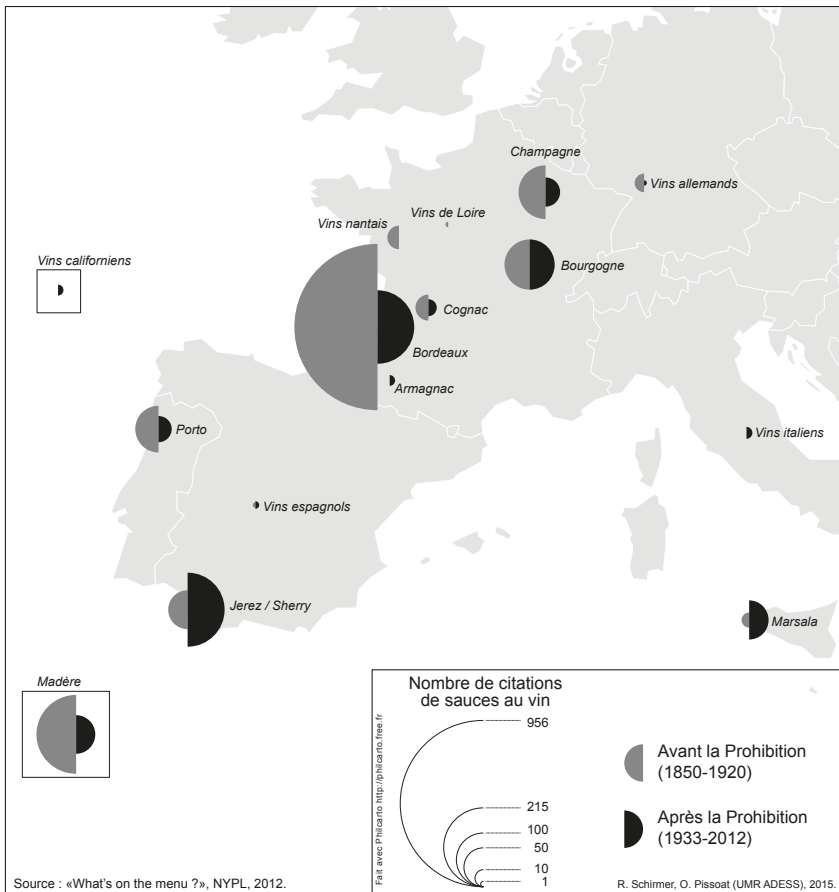 Champagne
Vins allemands
Vins de Loire
Vins nantais
Vins californiens
Bourgogne
Cognac
Bordeaux
Armagnac
Porto
Vins italiens
Vins espagnols
Jerez / Sherry
Marsala
Madère
Nombre de citations
de sauces au vin
956
215
100
50
10
1
Avant la Prohibition
(1850-1920)
Après la Prohibition
(1933-2012)
Fait avec Philcarto http://philcarto.free.fr
Source : «What's on the menu ?», NYPL, 2012.
R. Schirmer, O. Pissoat (UMR ADESS), 2015.